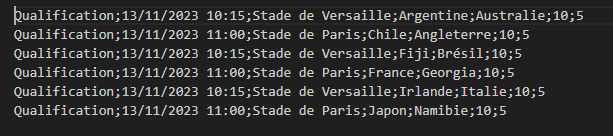 Qualification;13/11/2023 10:15;Stade de Versaille;Argentine;Australie;10;5
Qualification;13/11/2023 11:00;Stade de Paris;Chile;Angleterre;10;5
Qualification;13/11/2023 10:15;Stade de Versaille;Fiji;Brésil;10;5
Qualification;13/11/2023 11:00;Stade de Paris;France;Georgia;10;5
Qualification;13/11/2023 10:15;Stade de Versaille;Irlande;Italie;10;5
Qualification;13/11/2023 11:00;Stade de Paris;Japon;Namibie;10;5